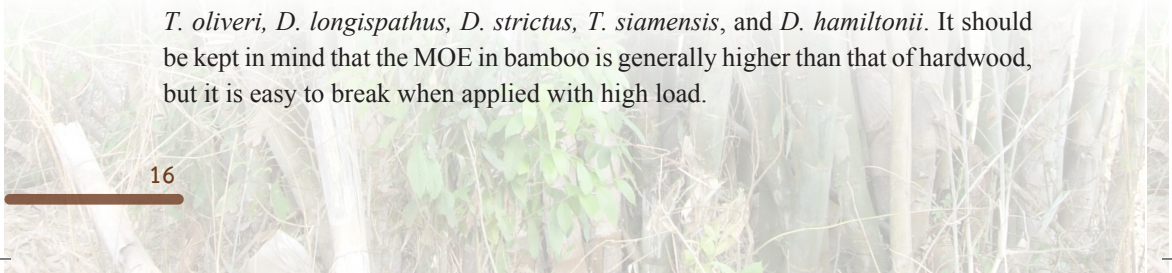 T. oliveri, D. longispathus, D. strictus, T. siamensis, and D. hamiltonii. It should
be kept in mind that the MOE in bamboo is generally higher than that of hardwood,
but it is easy to break when applied with high load.
16